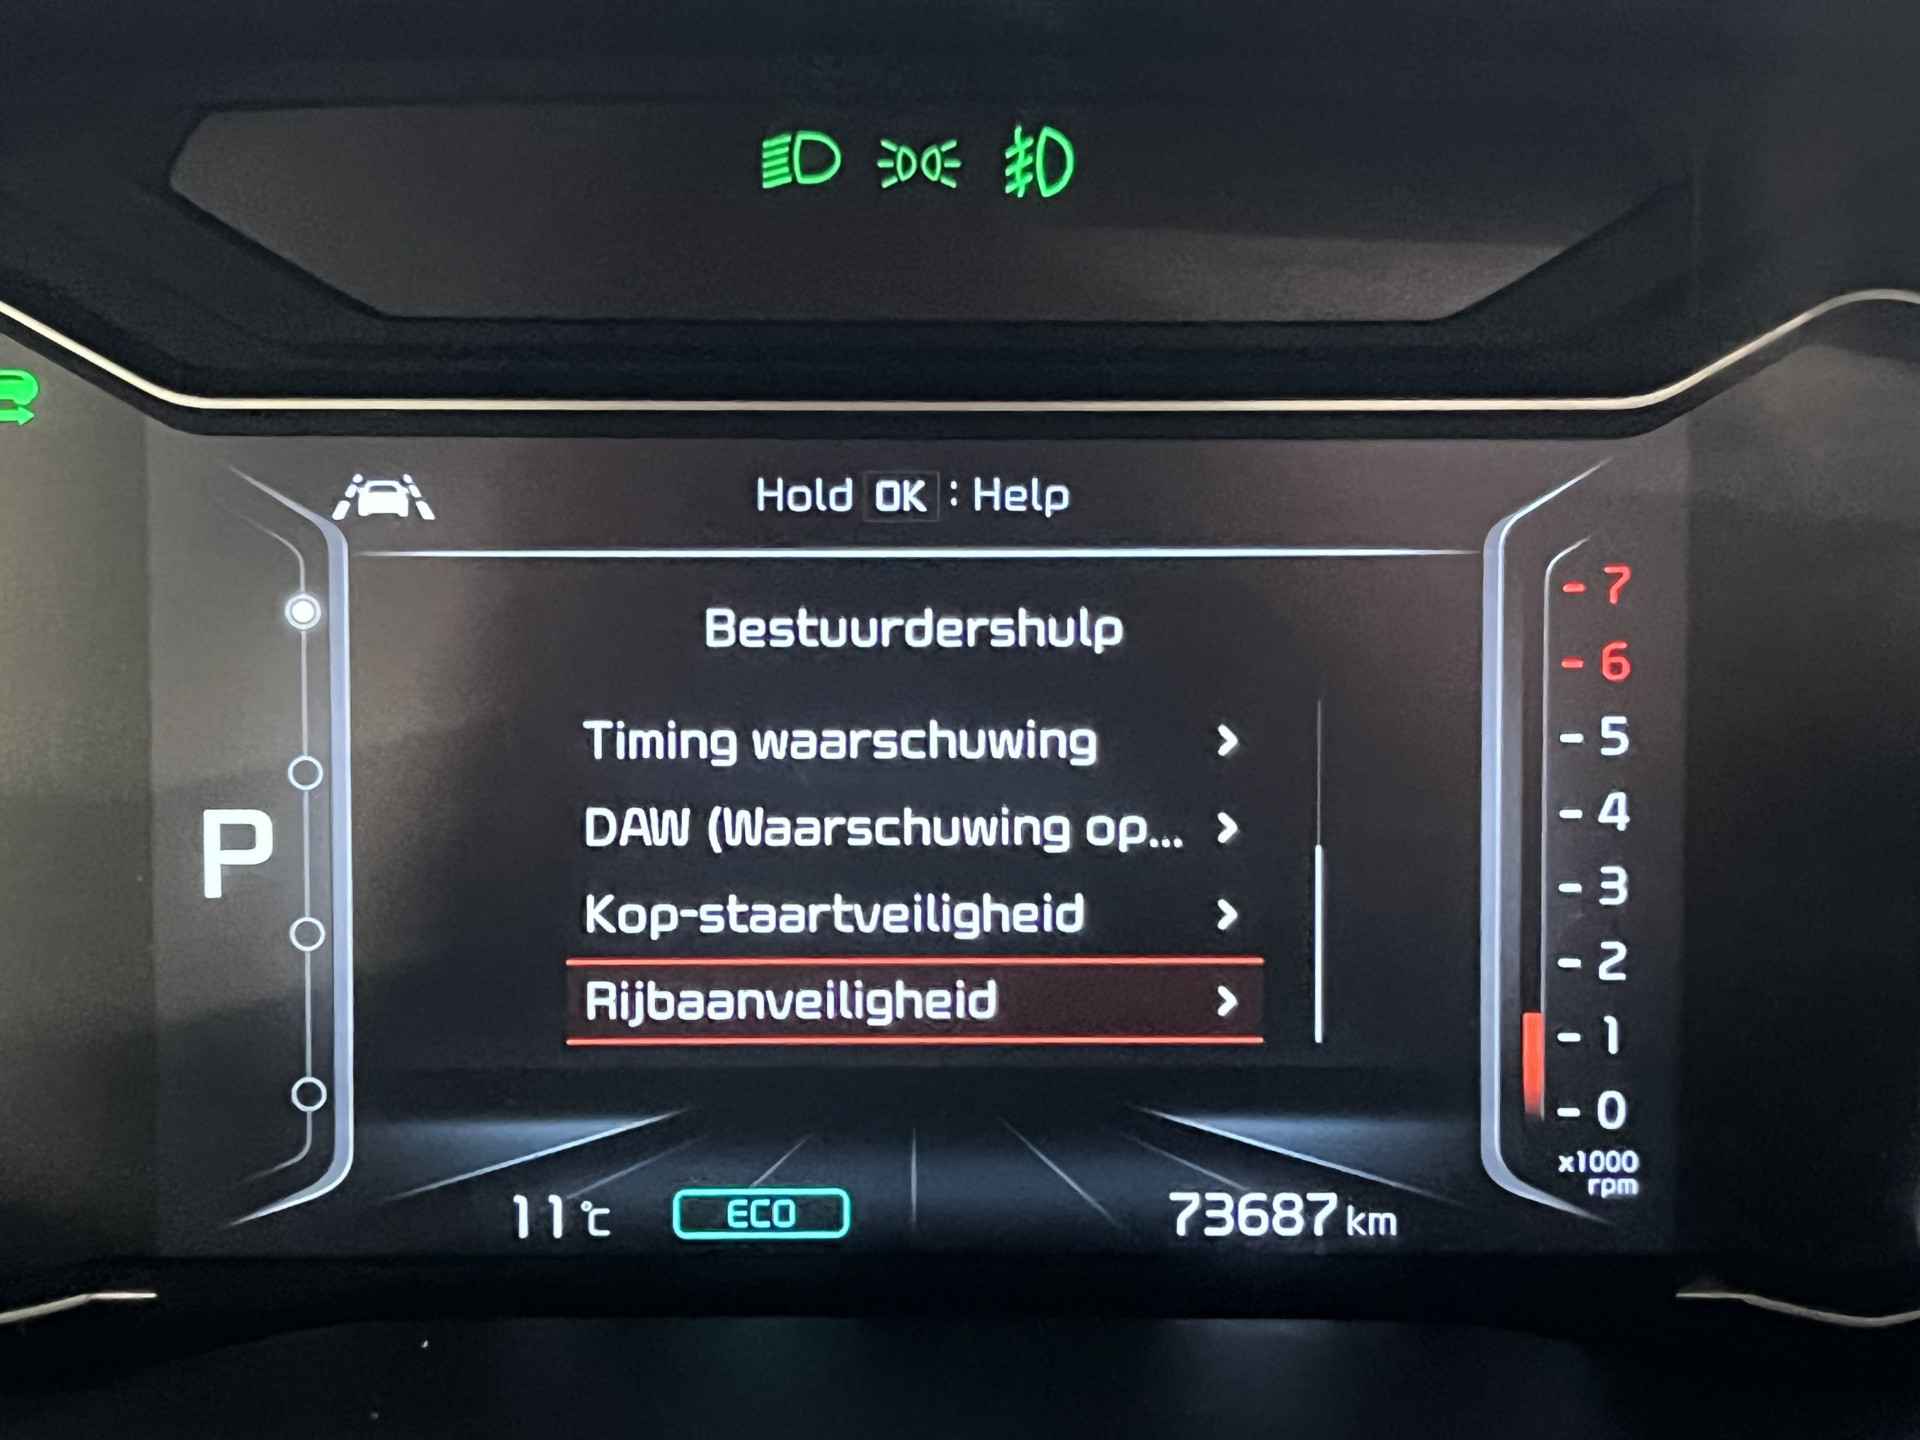 Hold OK : Help
Bestuurdershulp
Timing waarschuwing
DAW (Waarschuwing op...
Kop-staartveiligheid
Rijbaanveiligheid
P
- 7
- 6
- 5
- 4
- 3
- 2
- 1
- 0
x1000
rpm
11°C
ECO
73687 km